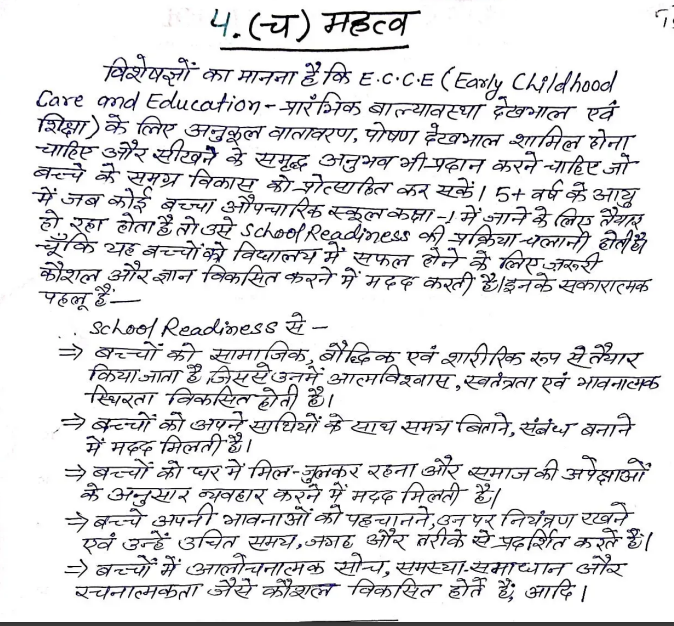 4. (च) महत्व
विशेषज्ञों का मानना है कि E.C.C.E (Early Childhood
Care and Education - प्रारंभिक बाल्यावस्था देखभाल एवं
शिक्षा) के लिए अनुकूल वातावरण, पोषण देखभाल शामिल होना
चाहिए और सीखने के समृद्ध अनुभव भी प्रदान करने चाहिए जो
बच्चे के समग्र विकास को प्रोत्साहित कर सकें। 5+ वर्ष के आयु
में जब कोई बच्चा औपचारिक स्कूल कक्षा-1 में जाने के लिए तैयार
हो रहा होता है तो उसे School Readiness की प्रक्रिया चलानी होती है।
चूँकि यह बच्चों को विद्यालय में सफल होने के लिए ज़रूरी
कौशल और ज्ञान विकसित करने में मदद करती है। इनके सकारात्मक
पहलू हैं —
School Readiness से –
⇒ बच्चों को सामाजिक, बौद्धिक एवं शारीरिक रूप से तैयार
किया जाता है जिससे उनमें आत्मविश्वास, स्वतंत्रता एवं भावनात्मक
स्थिरता विकसित होती है।
⇒ बच्चों को अपने साथियों के साथ समय बिताने, संबंध बनाने
में मदद मिलती है।
⇒ बच्चों को घर में मिल-जुलकर रहना और समाज की अपेक्षाओं
के अनुसार व्यवहार करने में मदद मिलती है।
⇒ बच्चे अपनी भावनाओं को पहचानने, उन पर नियंत्रण रखने
एवं उन्हें उचित समय, जगह और तरीके से प्रदर्शित करते हैं।
⇒ बच्चों में आलोचनात्मक सोच, समस्या-समाधान और
रचनात्मकता जैसे कौशल विकसित होते हैं, आदि।